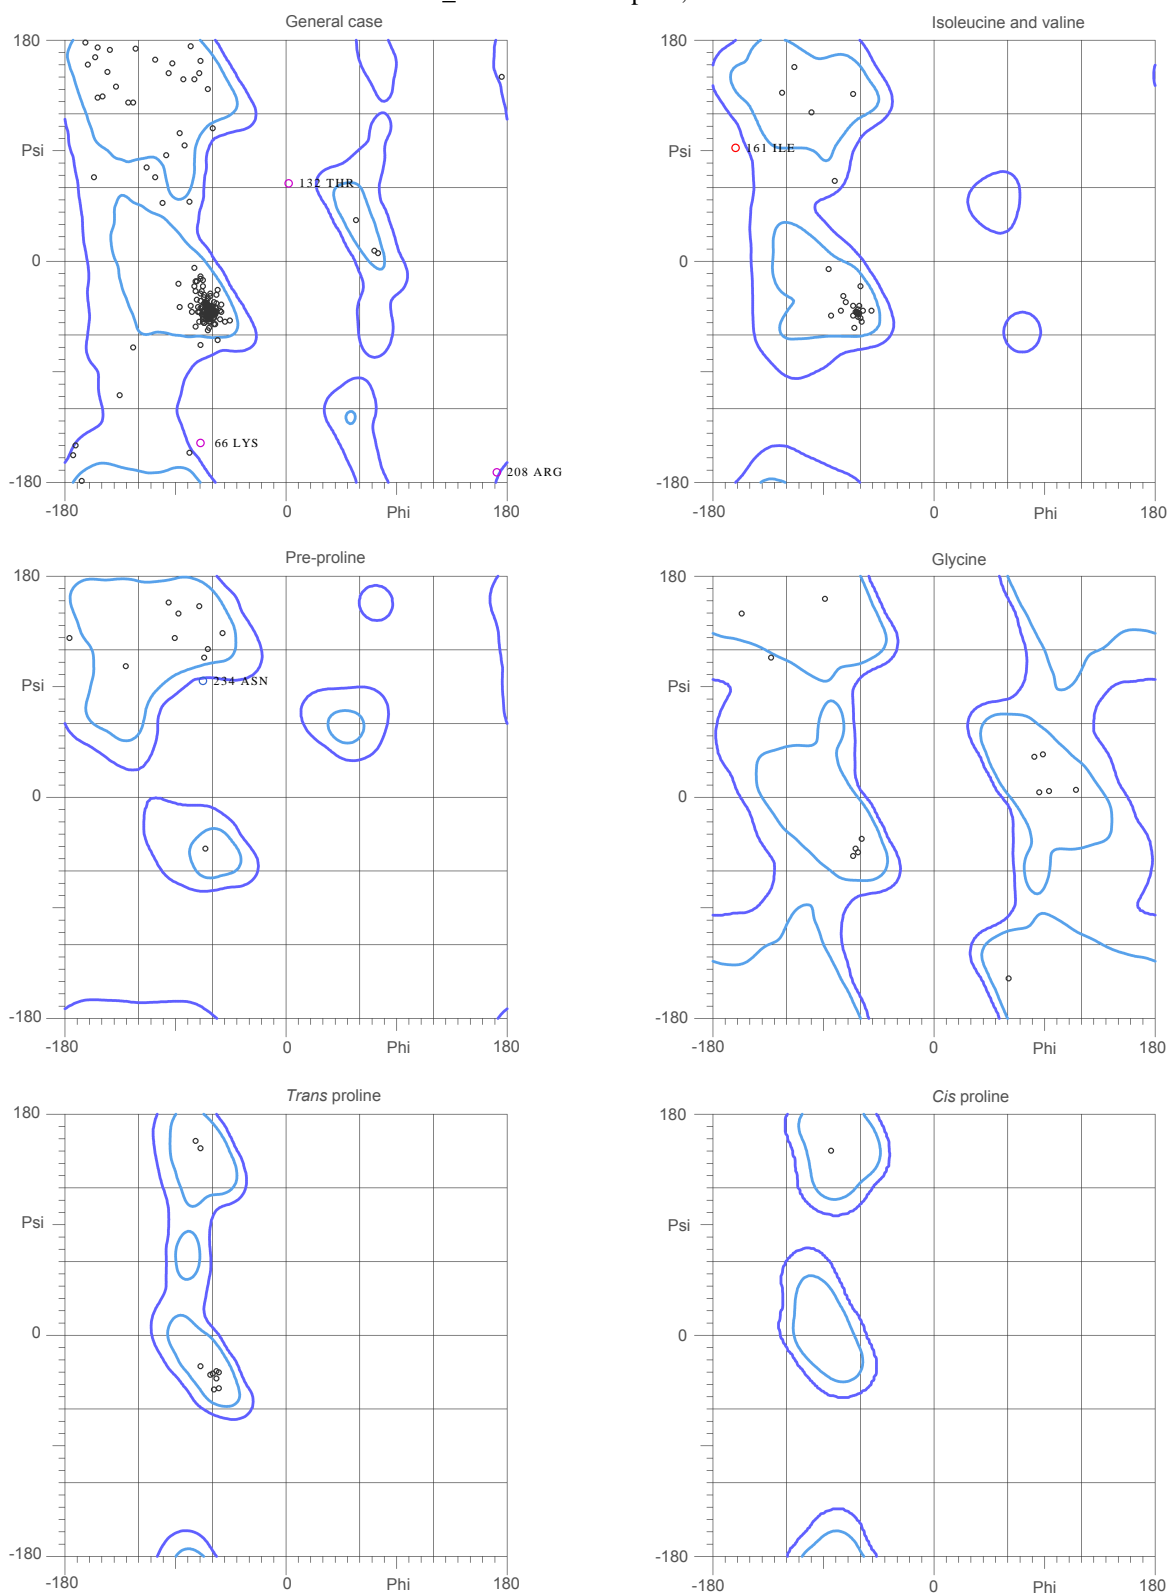 General case
Isoleucine and valine
180
180
Psi
161 ILE
Psi
132 THR
0
0
66 LYS
208 ARG
-180
-180
-180
0
Phi
180
-180
0
Phi
180
Pre-proline
Glycine
180
180
234 ASN
Psi
Psi
0
0
-180
-180
-180
0
Phi
180
-180
0
Phi
180
Trans proline
Cis proline
180
180
Psi
Psi
0
0
-180
-180
-180
0
Phi
180
-180
0
Phi
180